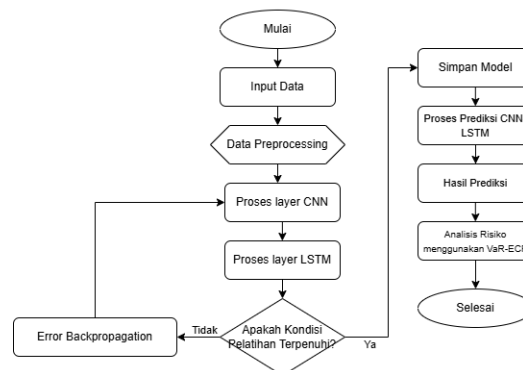 Mulai
Input Data
Data Preprocessing
Proses layer CNN
Proses layer LSTM
Apakah Kondisi
Pelatihan Terpenuhi?
Tidak
Error Backpropagation
Ya
Simpan Model
Proses Prediksi CNN
LSTM
Hasil Prediksi
Analisis Risiko
menggunakan
Selesai